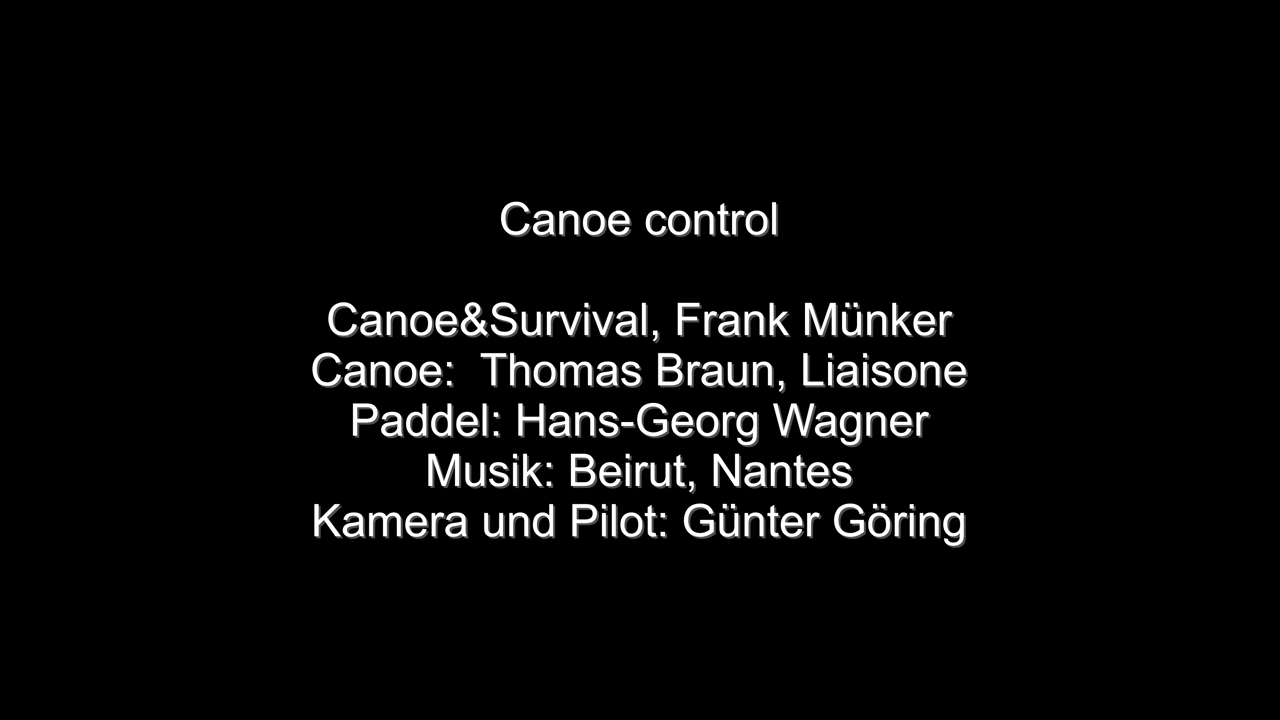 Canoe control
Canoe&Survival, Frank Münker
Canoe:  Thomas Braun, Liaisone
Paddel: Hans-Georg Wagner
Musik: Beirut, Nantes
Kamera und Pilot: Günter Göring